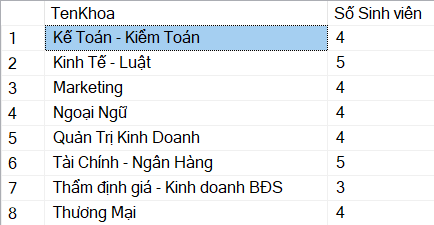 TenKhoa Số Sinh viên
1 Kế Toán - Kiểm Toán 4
2 Kinh Tế - Luật 5
3 Marketing 4
4 Ngoại Ngữ 4
5 Quản Trị Kinh Doanh 4
6 Tài Chính - Ngân Hàng 5
7 Thẩm định giá - Kinh doanh BĐS 3
8 Thương Mại 4